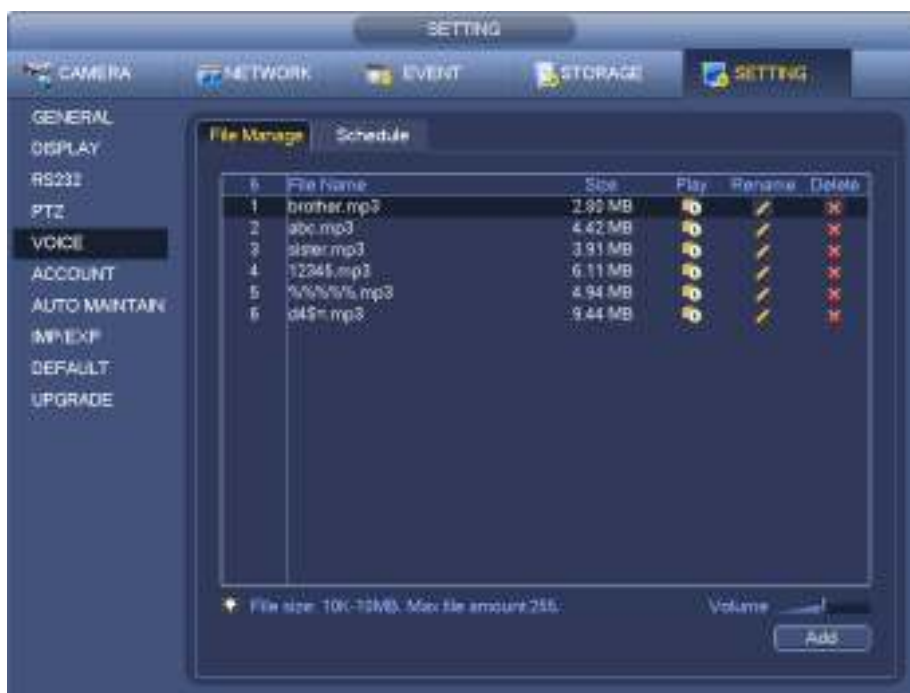 SETTING
CAMERA NETWORK EVENT STORAGE SETTING
GENERAL
DISPLAY
RS232
PTZ
VOICE
ACCOUNT
AUTO MAINTAIN
IMP/EXP
DEFAULT
UPGRADE
File Manage Schedule
6 File Name Size Play Rename Delete
1 brother.mp3 2.90 MB
2 abc.mp3 4.42 MB
3 sister.mp3 3.91 MB
4 12345.mp3 6.11 MB
5 %%%%%.mp3 4.94 MB
6 9.44 MB
File size: 10K-10MB. Max file amount:255. Volume
Add